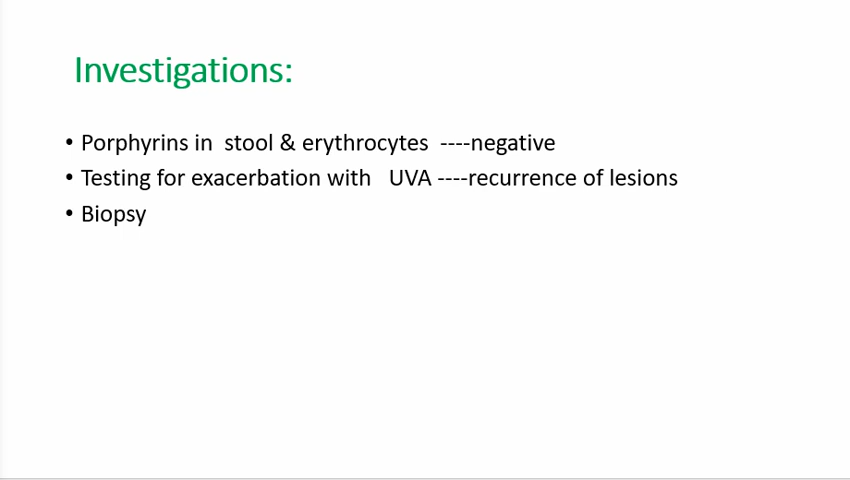 Investigations:
• Porphyrins in  stool & erythrocytes  ----negative
• Testing for exacerbation with   UVA ----recurrence of lesions
• Biopsy